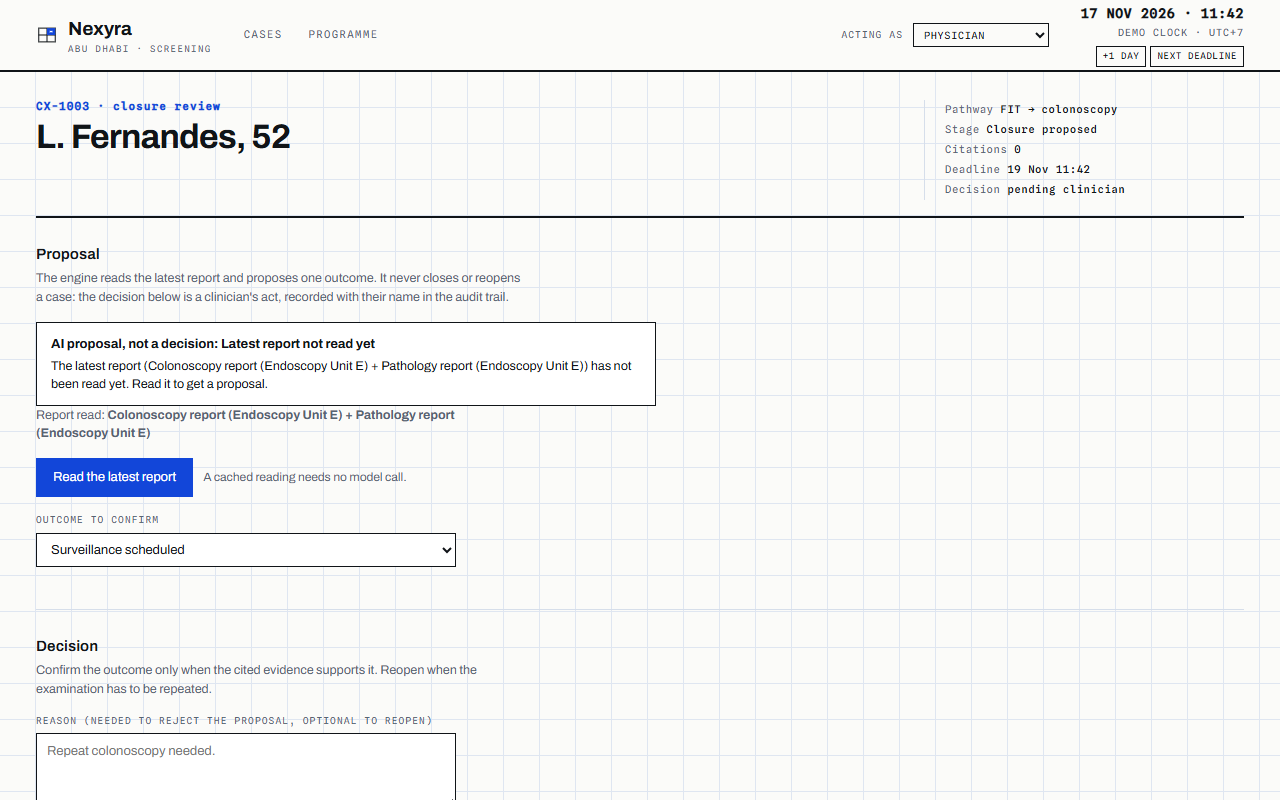 Nexyra
ABU DHABI · SCREENING
CASES
PROGRAMME
ACTING AS
PHYSICIAN
17 NOV 2026 · 11:42
DEMO CLOCK · UTC+7
+1 DAY
NEXT DEADLINE
CX-1003 · closure review
L. Fernandes, 52
Pathway FIT → colonoscopy
Stage Closure proposed
Citations 0
Deadline 19 Nov 11:42
Decision pending clinician
Proposal
The engine reads the latest report and proposes one outcome. It never closes or reopens
a case: the decision below is a clinician's act, recorded with their name in the audit trail.
AI proposal, not a decision: Latest report not read yet
The latest report (Colonoscopy report (Endoscopy Unit E) + Pathology report (Endoscopy Unit E)) has not
been read yet. Read it to get a proposal.
Report read: Colonoscopy report (Endoscopy Unit E) + Pathology report
(Endoscopy Unit E)
Read the latest report
A cached reading needs no model call.
OUTCOME TO CONFIRM
Surveillance scheduled
Decision
Confirm the outcome only when the cited evidence supports it. Reopen when the
examination has to be repeated.
REASON (NEEDED TO REJECT THE PROPOSAL, OPTIONAL TO REOPEN)
Repeat colonoscopy needed.